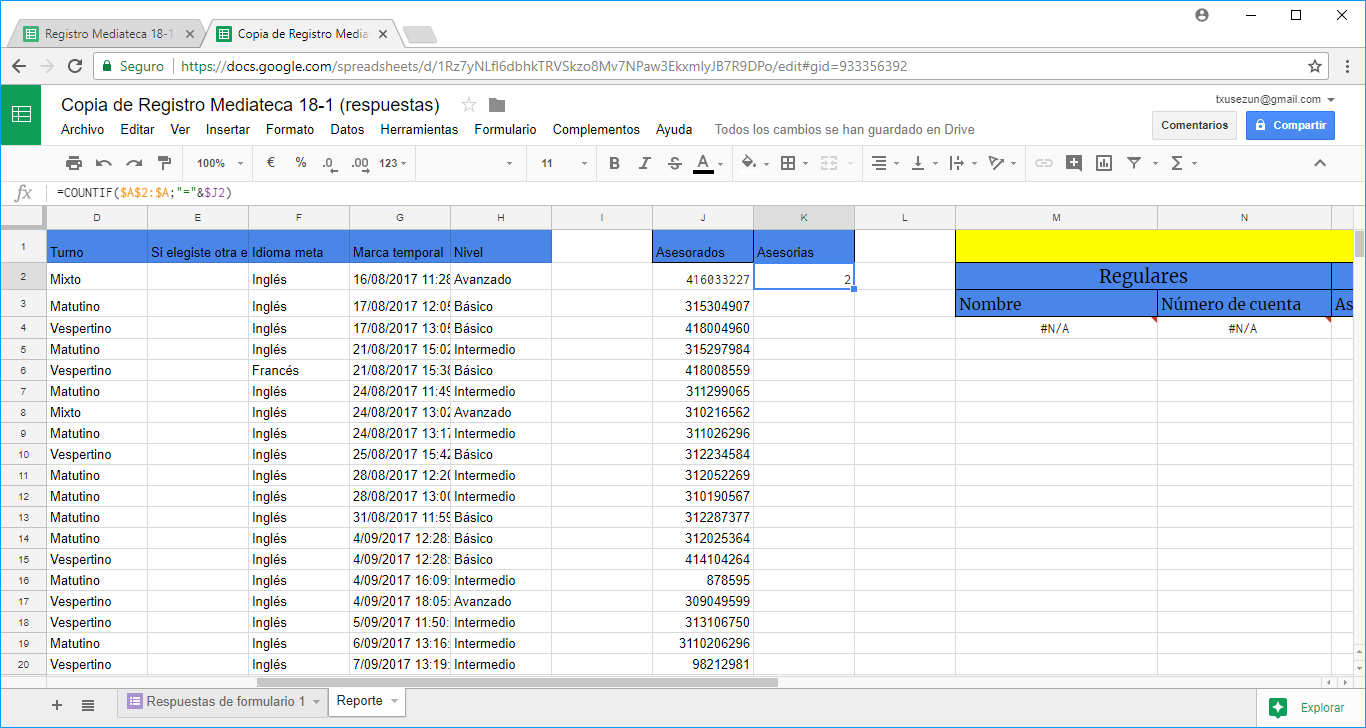 Registro Mediateca 18-1
Copia de Registro Media
Seguro https://docs.google.com/spreadsheets/d/1Rz7yNLfl6dbhkTRVSkzo8Mv7NPaw3EkxmlyJB7R9DPo/edit#gid=933356392
Copia de Registro Mediateca 18-1 (respuestas)
txusezun@gmail.com
Archivo Editar Ver Insertar Formato Datos Herramientas Formulario Complementos Ayuda Todos los cambios se han guardado en Drive
Comentarios Compartir
100% € % .0 .00 123 11 B I S A Σ
fx =COUNTIF($A$2:$A;"="&$J2)
D E F G H I J K L M N
1 Turno Si elegiste otra e Idioma meta Marca temporal Nivel Asesorados Asesorias
2 Mixto Inglés 16/08/2017 11:28 Avanzado 416033227 2 Regulares
3 Matutino Inglés 17/08/2017 12:05 Básico 315304907 Nombre Número de cuenta As
4 Vespertino Inglés 17/08/2017 13:05 Básico 418004960 #N/A #N/A
5 Matutino Inglés 21/08/2017 15:02 Intermedio 315297984
6 Vespertino Francés 21/08/2017 15:38 Básico 418008559
7 Matutino Inglés 24/08/2017 11:49 Intermedio 311299065
8 Mixto Inglés 24/08/2017 13:02 Avanzado 310216562
9 Matutino Inglés 24/08/2017 13:17 Intermedio 311026296
10 Vespertino Inglés 25/08/2017 15:42 Básico 312234584
11 Matutino Inglés 28/08/2017 12:20 Intermedio 312052269
12 Matutino Inglés 28/08/2017 13:00 Intermedio 310190567
13 Matutino Inglés 31/08/2017 11:59 Básico 312287377
14 Matutino Inglés 4/09/2017 12:28: Básico 312025364
15 Vespertino Inglés 4/09/2017 12:28: Básico 414104264
16 Matutino Inglés 4/09/2017 16:09: Intermedio 878595
17 Vespertino Inglés 4/09/2017 18:05: Avanzado 309049599
18 Vespertino Inglés 5/09/2017 11:50: Intermedio 313106750
19 Matutino Inglés 6/09/2017 13:16: Intermedio 3110206296
20 Vespertino Inglés 7/09/2017 13:19: Intermedio 98212981
Respuestas de formulario 1 Reporte Explorar